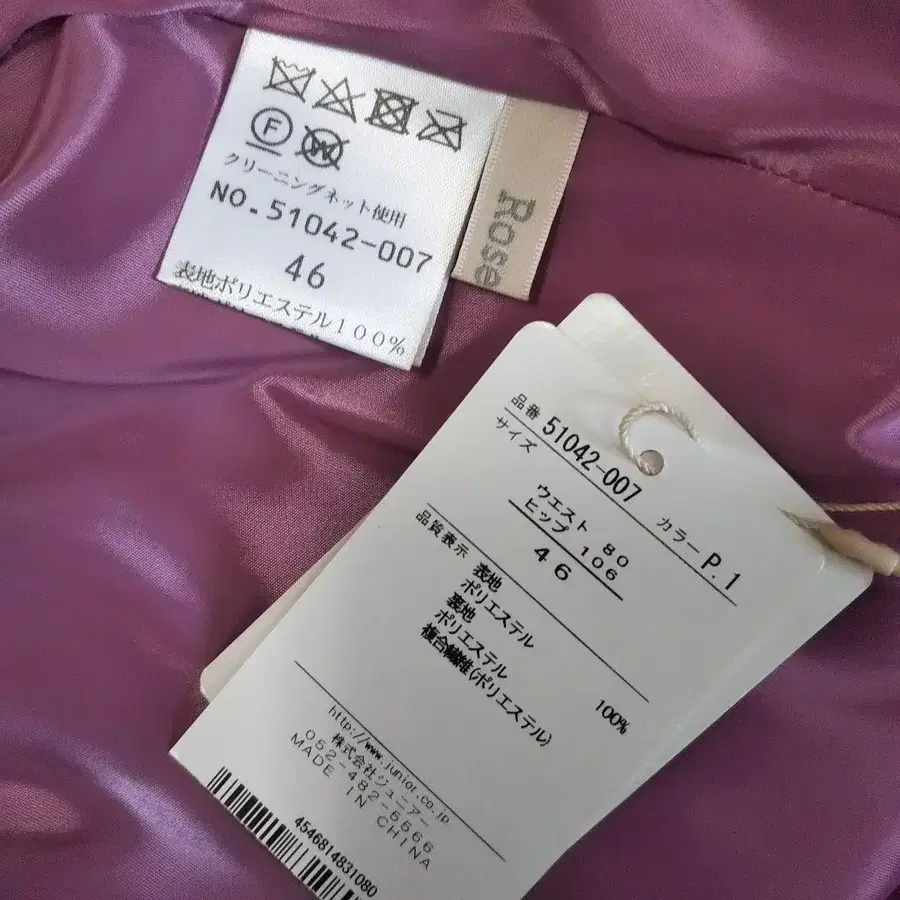 F
W
クリーニングネット使用
NO.51042-007
46
表地ポリエステル100%
Rose
品番 51042-007
サイズ
カラー P.1
ウエスト 80
ヒップ 106
46
品質表示
表地
ポリエステル 100%
裏地
ポリエステル
複合繊維(ポリエステル)
http://www.junior.co.jp
株式会社ジュニアー
052-482-5566
MADE IN CHINA
4546814831080